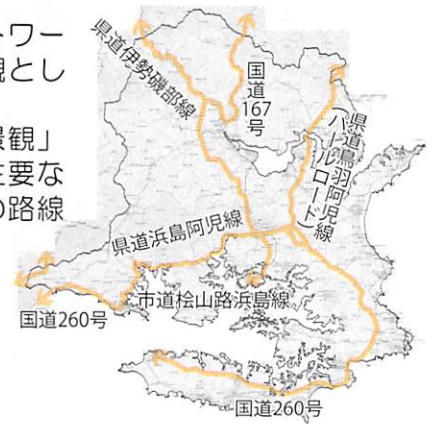 トワー
観とし
景観」
主要な
の路線
県道伊勢磯部線
国道
167
号
県道鳥羽阿児線
(パールロード)
県道浜島阿児線
市道桧山路浜島線
国道260号
国道260号